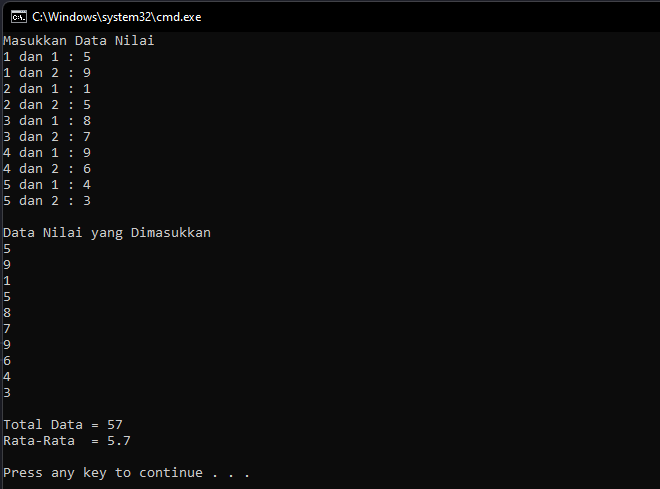 C:\Windows\system32\cmd.exe
Masukkan Data Nilai
1 dan 1 : 5
1 dan 2 : 9
2 dan 1 : 1
2 dan 2 : 5
3 dan 1 : 8
3 dan 2 : 7
4 dan 1 : 9
4 dan 2 : 6
5 dan 1 : 4
5 dan 2 : 3
Data Nilai yang Dimasukkan
5
9
1
5
8
7
9
6
4
3
Total Data = 57
Rata-Rata  = 5.7
Press any key to continue . . .